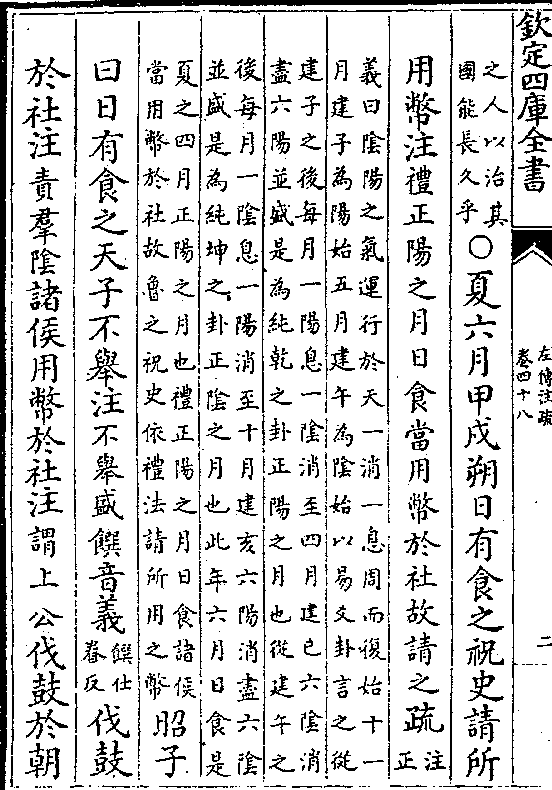 欽定四庫全書
左傳注疏
卷四十八
二
之人以治其
國能長久乎
○夏六月甲戌朔日有食之祝史請所
用幣注禮正陽之月日食當用幣於社故請之疏
注
正
義曰陰陽之氣運行於天一消一息周而復始十一
月建子為陽始五月建午為陰始以易爻卦言之從
建子之後每月一陽息一陰消至四月建巳六陰消
盡六陽並盛是為純乾之卦正陽之月也從建午之
後每月一陰息一陽消至十月建亥六陽消盡六陰
並盛是為純坤之卦正陰之月也此年六月日食是
夏之四月正陽之月也禮正陽之月日食諸侯
當用幣於社故魯之祝史依禮法請所用之幣
昭子
曰日有食之天子不舉注不舉盛饌音義
饌仕
眷反
伐鼓
於社注責羣陰諸侯用幣於社注謂上公伐鼓於朝